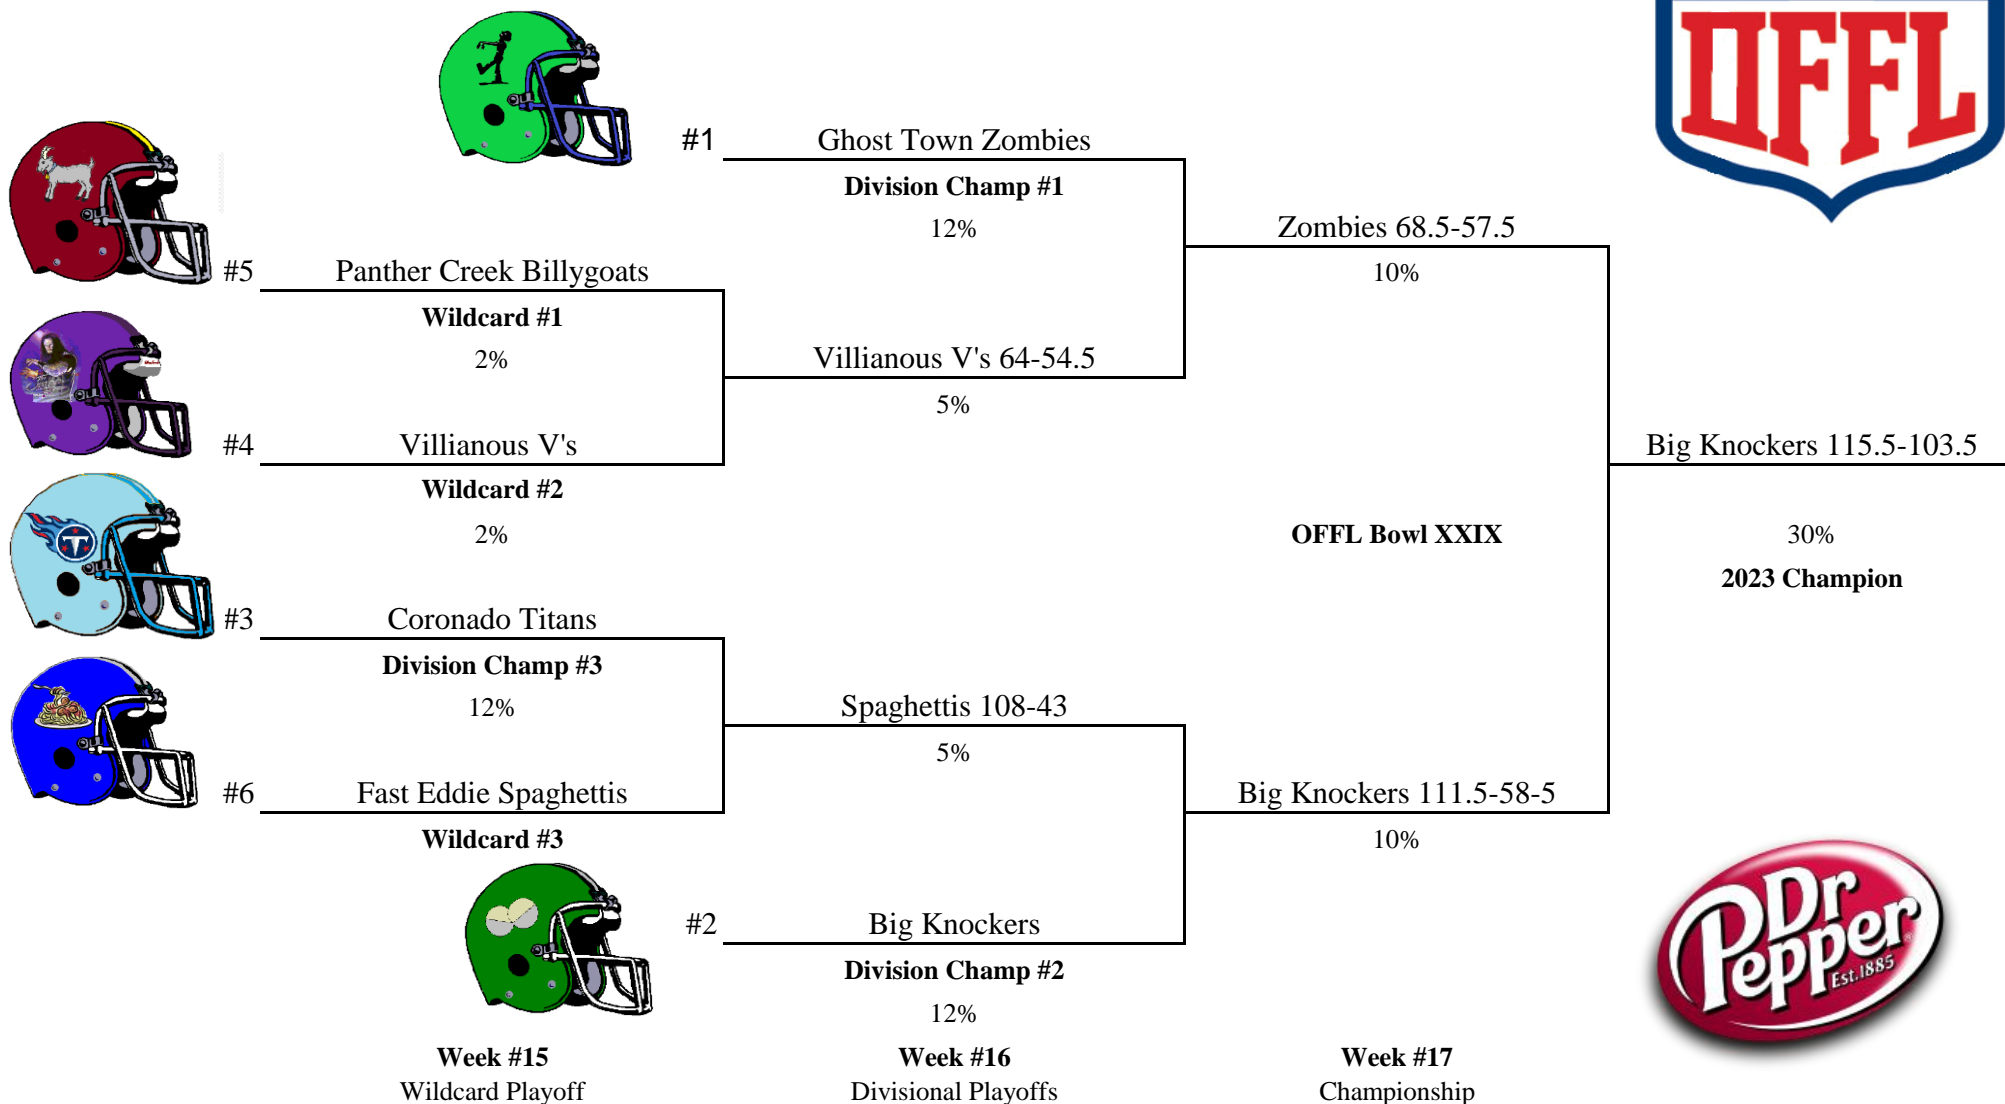 OFFL
#1 Ghost Town Zombies
Division Champ #1
12%
Zombies 68.5-57.5
10%
#5 Panther Creek Billygoats
Wildcard #1
2%
Villianous V's 64-54.5
5%
#4 Villianous V's
Wildcard #2
2%
Big Knockers 115.5-103.5
OFFL Bowl XXIX
30%
2023 Champion
#3 Coronado Titans
Division Champ #3
12%
Spaghettis 108-43
5%
#6 Fast Eddie Spaghettis
Wildcard #3
Big Knockers 111.5-58-5
10%
#2 Big Knockers
Division Champ #2
12%
Dr
Pepper
Est.1885
Week #15 Week #16 Week #17
Wildcard Playoff Divisional Playoffs Championship